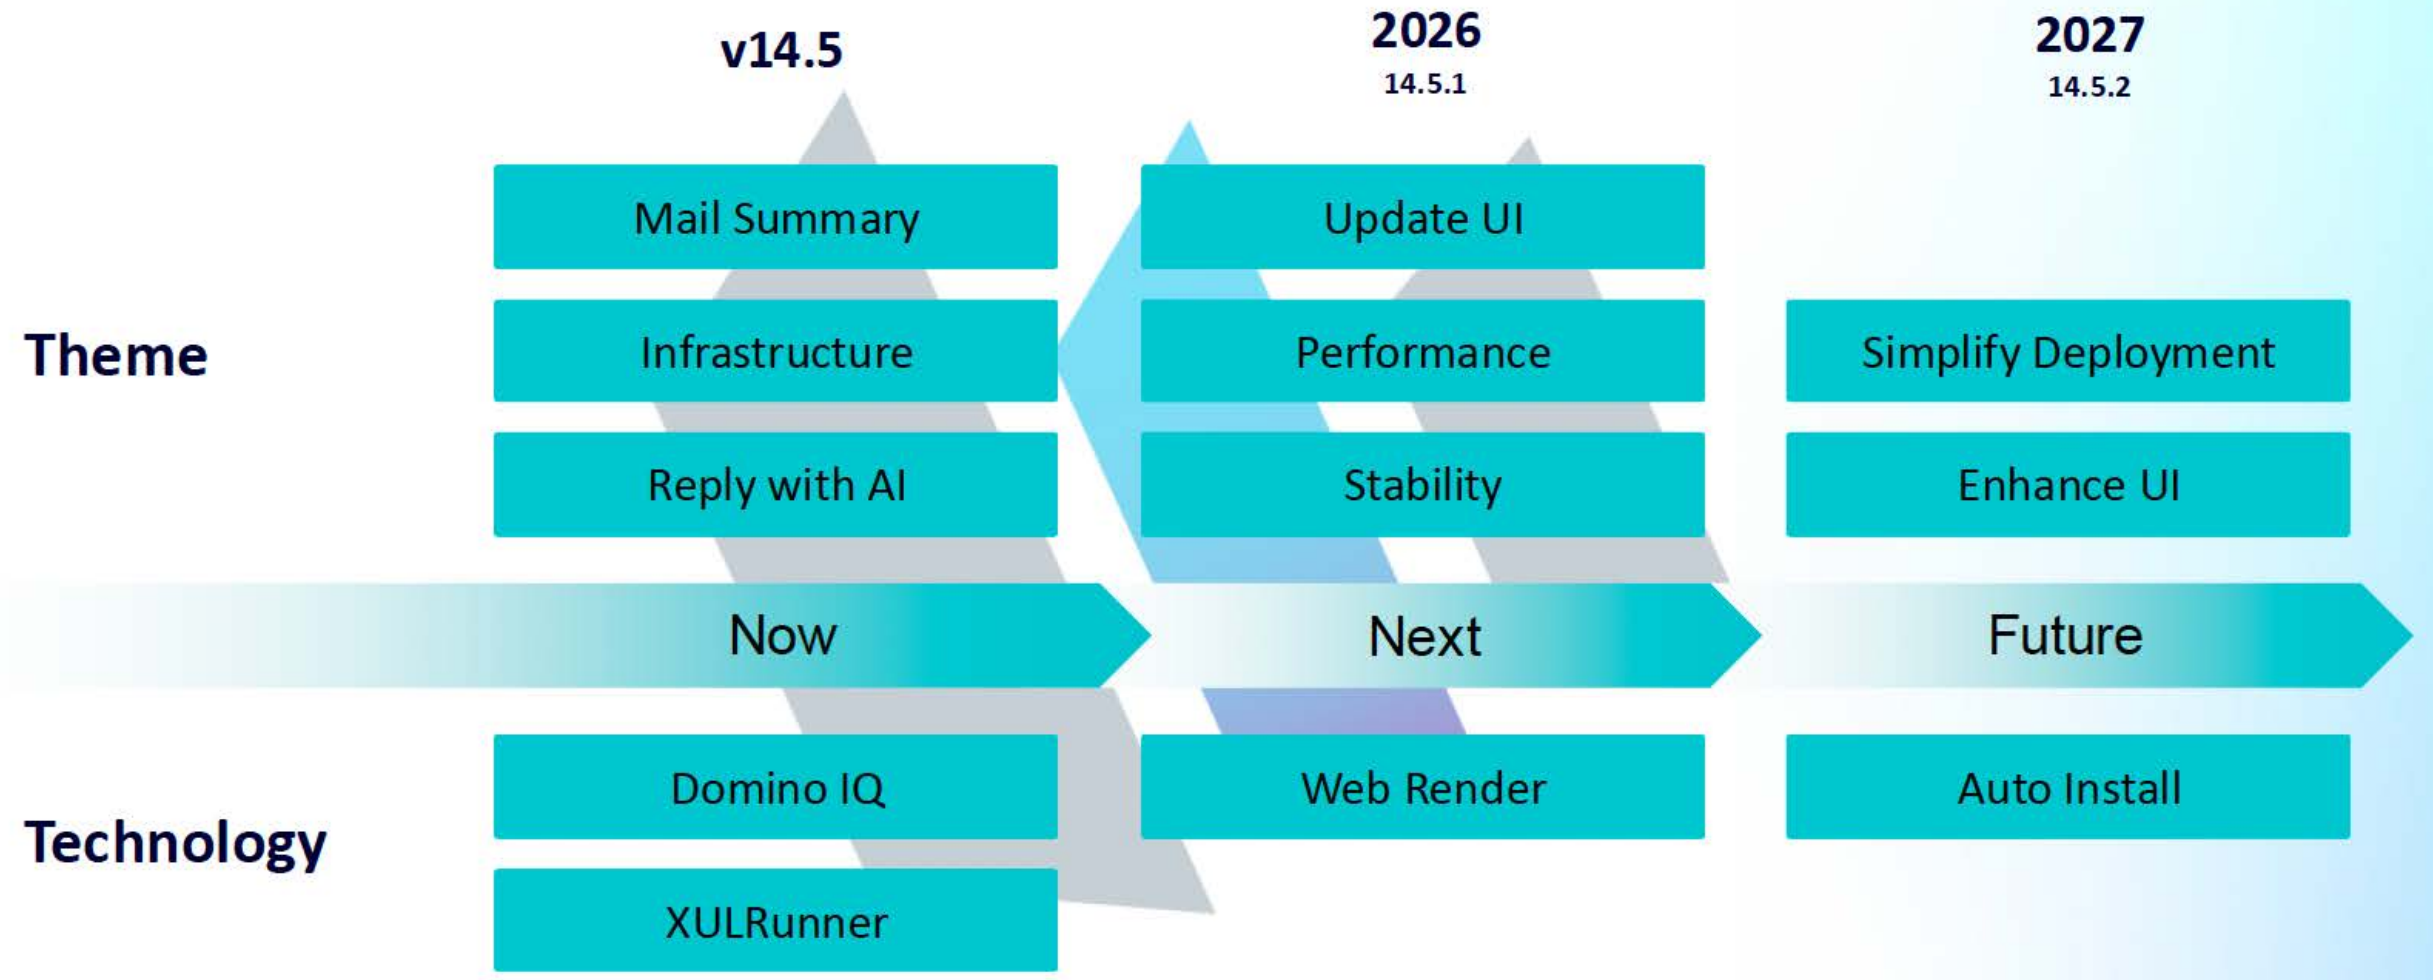 v14.5
2026
14.5.1
2027
14.5.2
Theme
Mail Summary
Infrastructure
Reply with AI
Update UI
Performance
Stability
Simplify Deployment
Enhance UI
Now
Next
Future
Technology
Domino IQ
XULRunner
Web Render
Auto Install